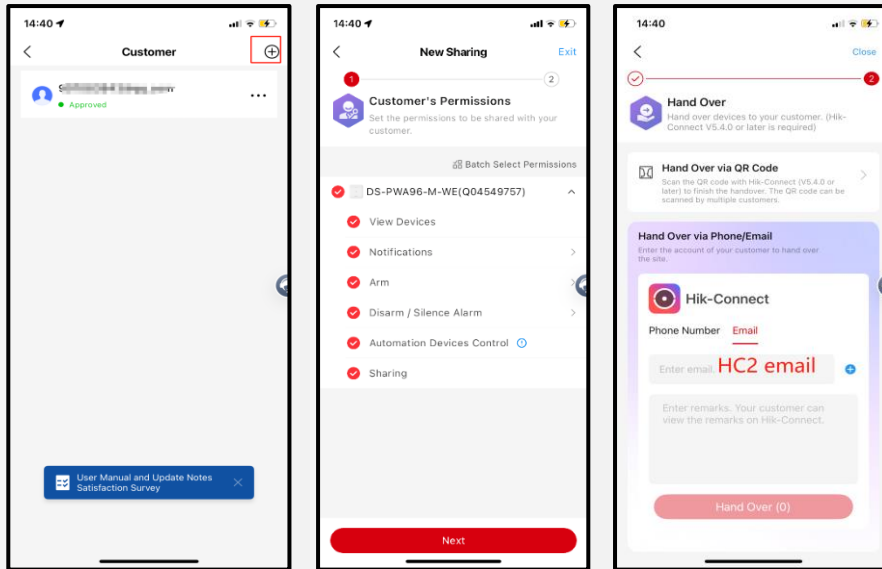 14:40
Customer
Approved
User Manual and Update Notes
Satisfaction Survey
14:40
New Sharing
Exit
1
2
Customer's Permissions
Set the permissions to be shared with your
customer.
Batch Select Permissions
DS-PWA96-M-WE(Q04549757)
View Devices
Notifications
Arm
Disarm / Silence Alarm
Automation Devices Control
Sharing
Next
14:40
Close
2
Hand Over
Hand over devices to your customer. (Hik-
Connect V5.4.0 or later is required)
Hand Over via QR Code
Scan the QR code with Hik-Connect (V5.4.0 or
later) to finish the handover. The QR code can be
scanned by multiple customers.
Hand Over via Phone/Email
Enter the account of your customer to hand over
the site.
Hik-Connect
Phone Number Email
Enter email. HC2 email
Enter remarks. Your customer can
view the remarks on Hik-Connect.
Hand Over (0)